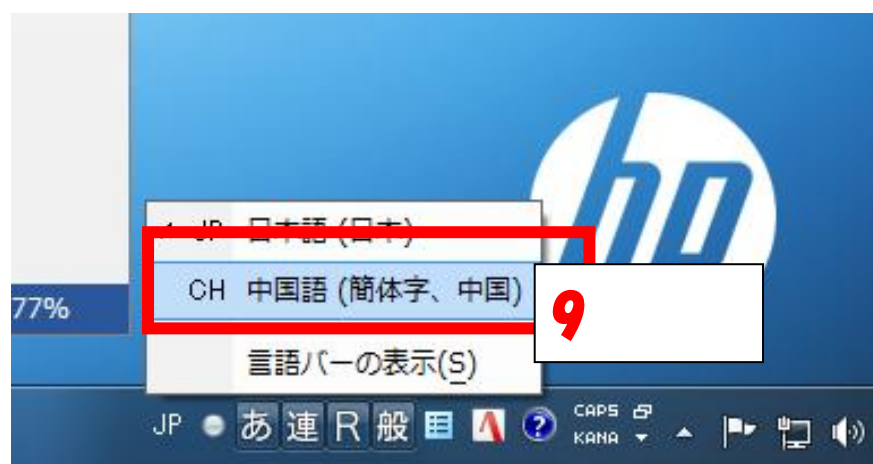 hp
JP 日本語 (日本)
CH 中国語 (簡体字、中国)
9
77%
言語バーの表示(S)
JP あ 連 R 般 ? CAPS
KANA